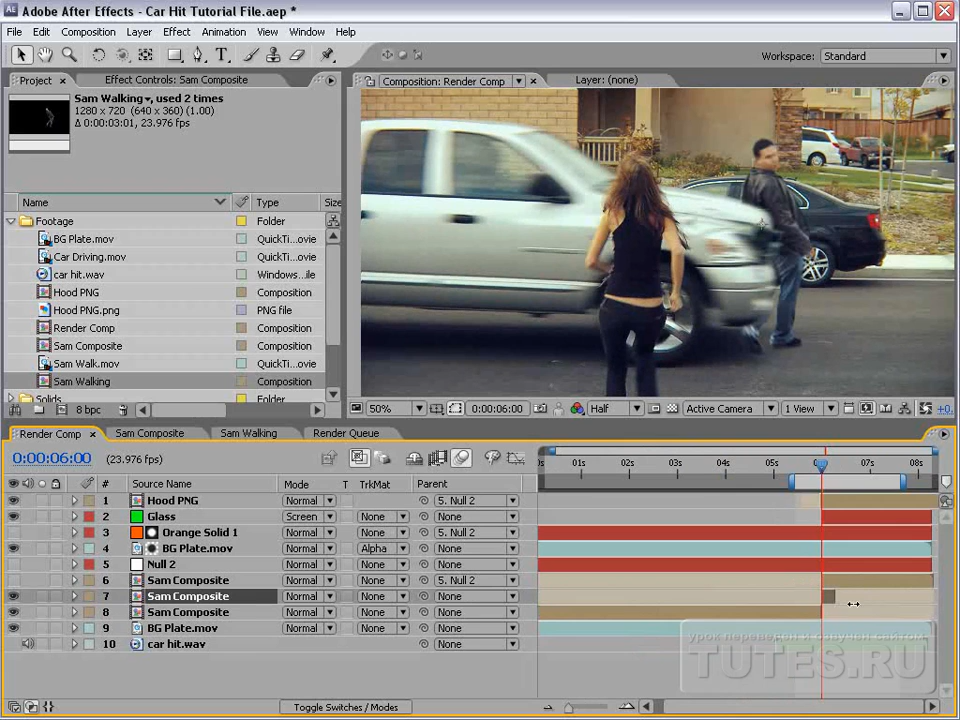 Adobe After Effects - Car Hit Tutorial File.aep *
File Edit Composition Layer Effect Animation View Window Help
Workspace: Standard
Project × Effect Controls: Sam Composite
Composition: Render Comp × Layer: (none)
Sam Walking, used 2 times
1280 x 720 (640 x 360) (1.00)
Δ 0:00:03:01, 23.976 fps
Name Type Size
Footage Folder
BG Plate.mov QuickTi...ovie
Car Driving.mov QuickTi...ovie
car hit.wav Windows...ile
Hood PNG Composition
Hood PNG.png PNG file
Render Comp Composition
Sam Composite Composition
Sam Walk.mov QuickTi...ovie
Sam Walking Composition
Solids Folder
8 bpc
50% 0:00:06:00 Half Active Camera 1 View +0.
Render Comp × Sam Composite Sam Walking Render Queue
0:00:06:00 (23.976 fps)
0s 01s 02s 03s 04s 05s 07s 08s
# Source Name Mode T TrkMat Parent
1 Hood PNG Normal 5. Null 2
2 Glass Screen None None
3 Orange Solid 1 Normal None 5. Null 2
4 BG Plate.mov Normal Alpha None
5 Null 2 Normal None None
6 Sam Composite Normal None 5. Null 2
7 Sam Composite Normal None None
8 Sam Composite Normal None None
9 BG Plate.mov Normal None None
10 car hit.wav None
урок переведен и озвучен сайтом
TUTES.RU
Toggle Switches / Modes